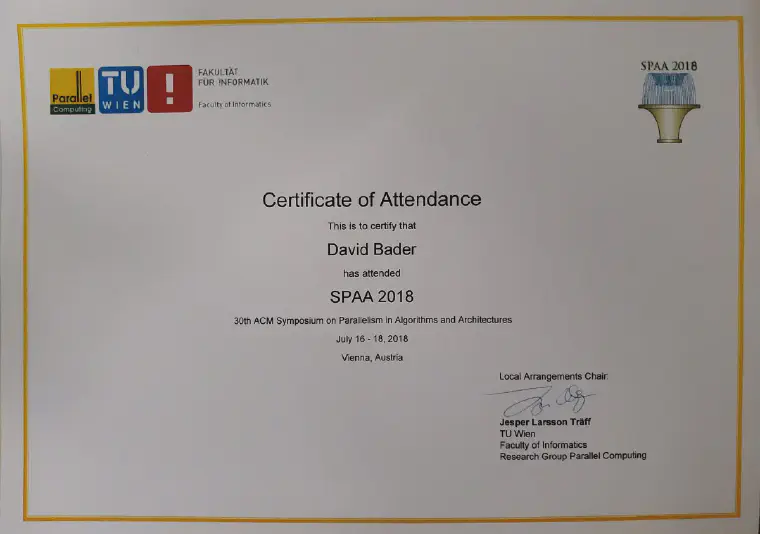 Parallel
Computing
TU
WIEN
!
FAKULTÄT
FÜR INFORMATIK
Faculty of Informatics
SPAA 2018
Certificate of Attendance
This is to certify that
David Bader
has attended
SPAA 2018
30th ACM Symposium on Parallelism in Algorithms and Architectures
July 16 - 18, 2018
Vienna, Austria
Local Arrangements Chair:
Jesper Larsson Träff
TU Wien
Faculty of Informatics
Research Group Parallel Computing